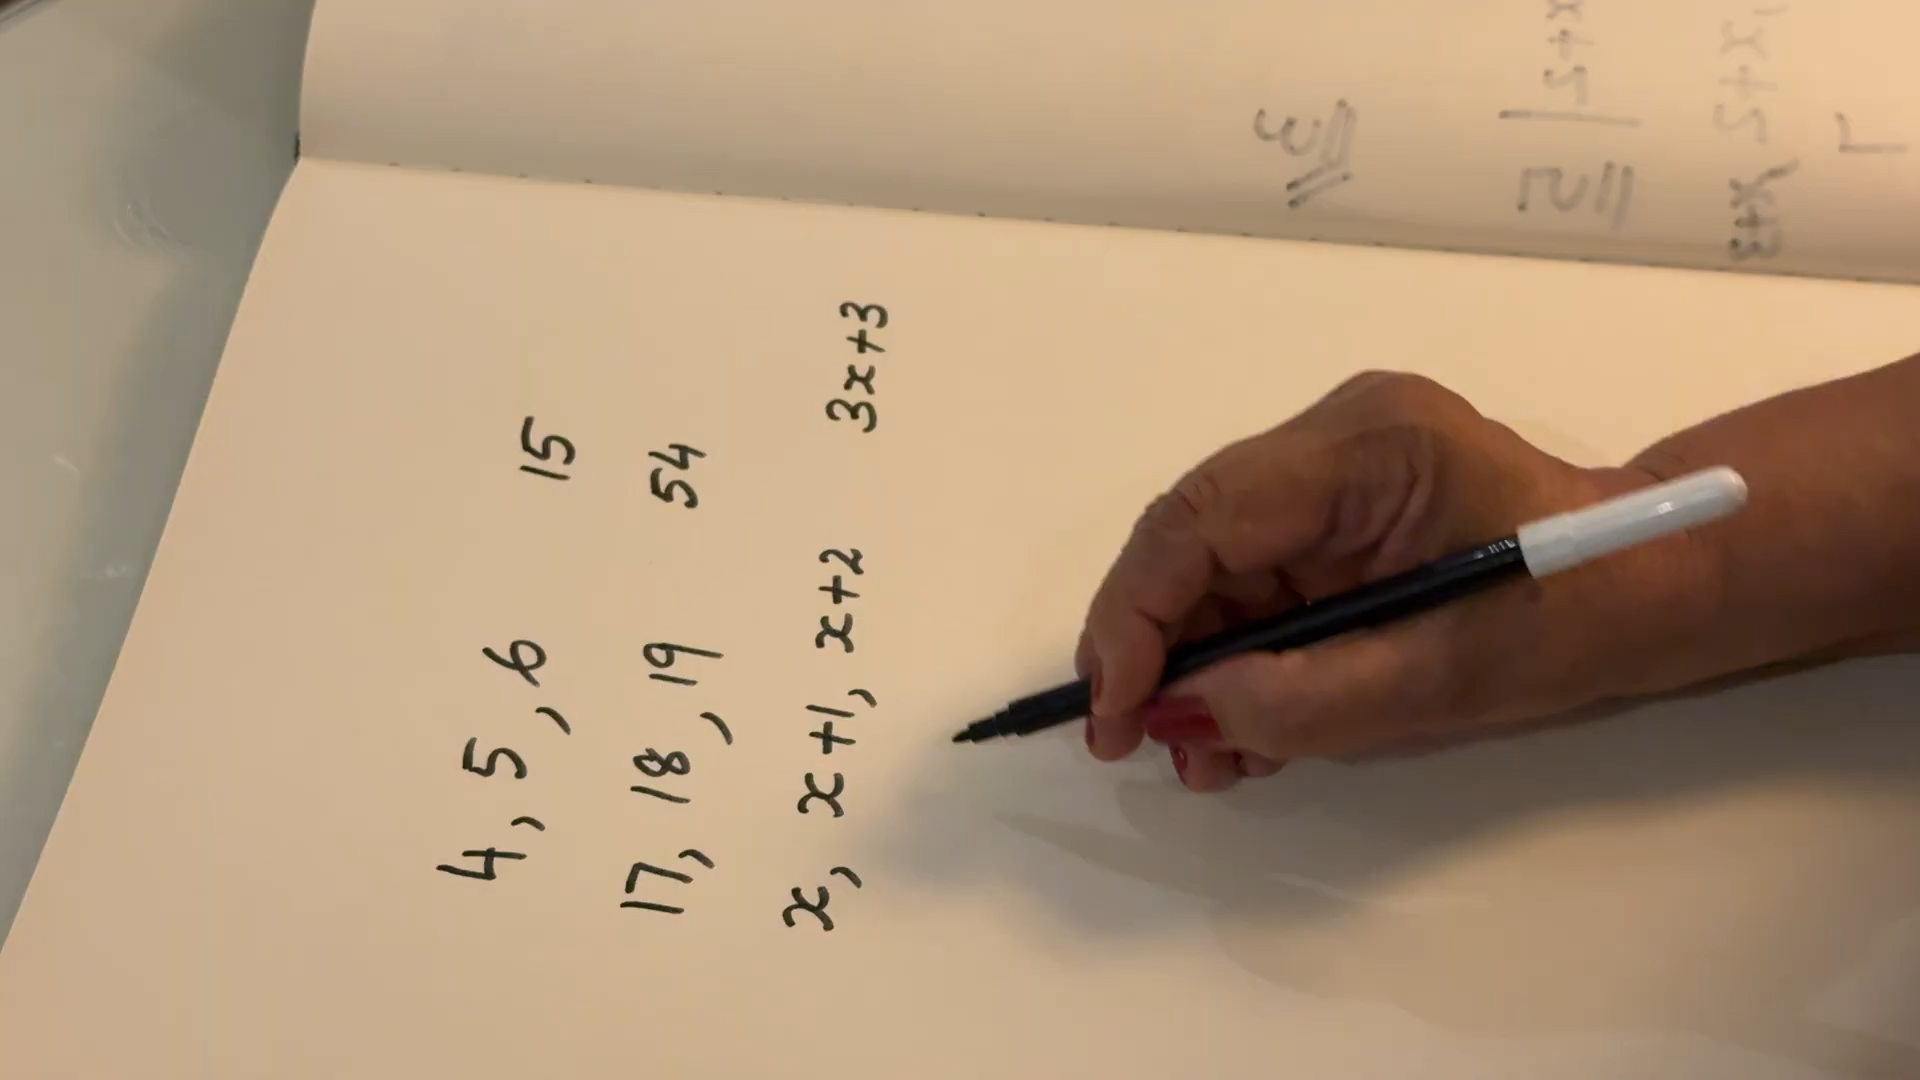 4, 5, 6 15
17, 18, 19 54
x, x+1, x+2 3x+3